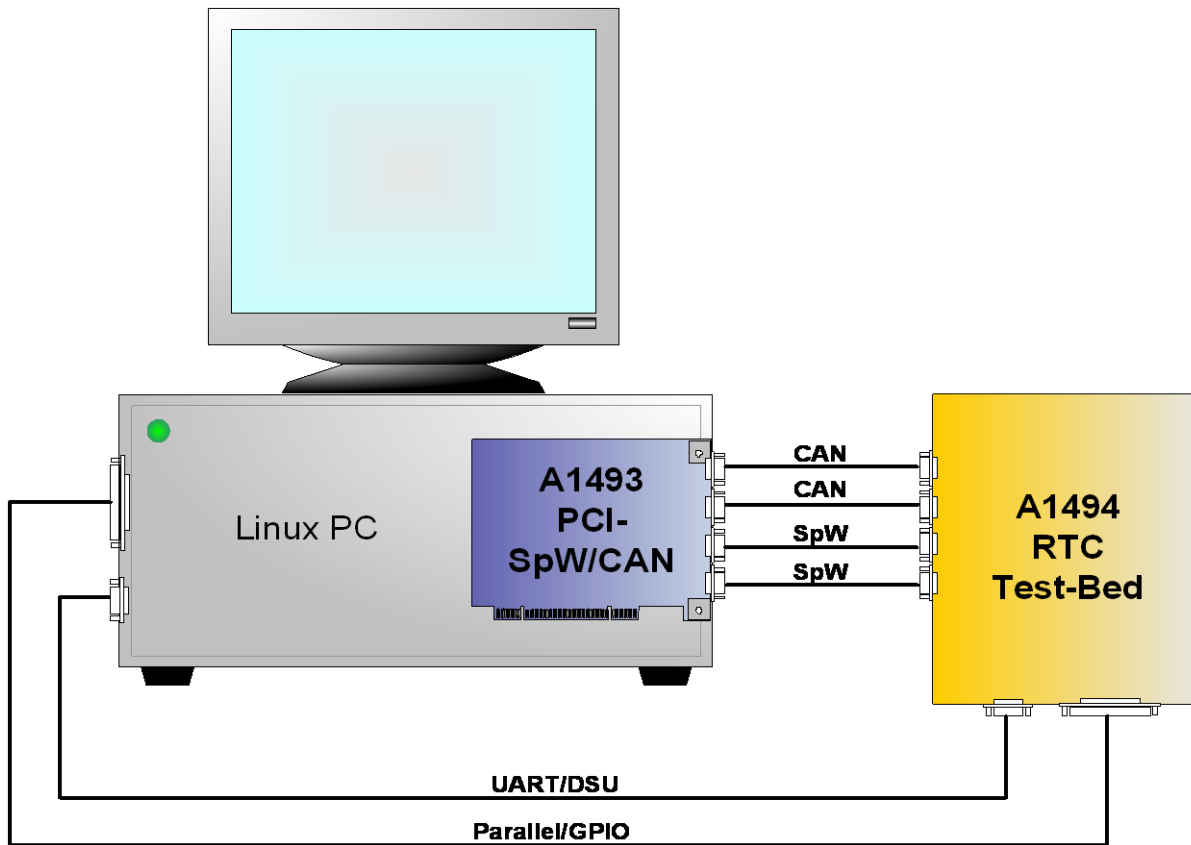 Linux PC
A1493
PCI-
SpW/CAN
CAN
CAN
SpW
SpW
A1494
RTC
Test-Bed
UART/DSU
Parallel/GPIO